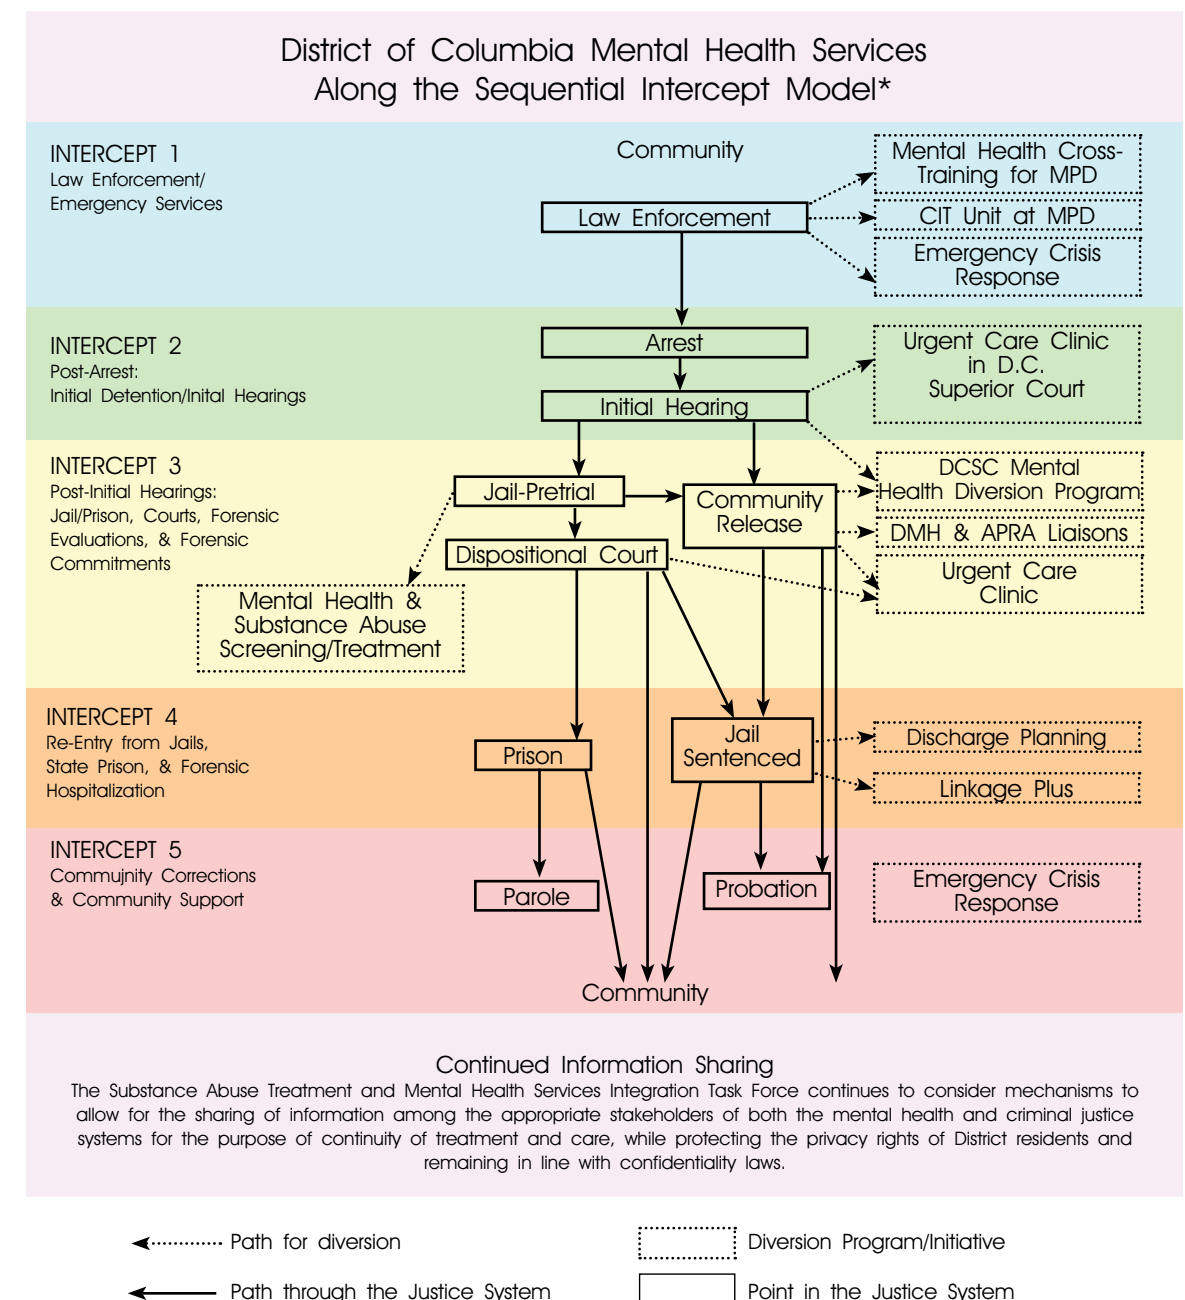 District of Columbia Mental Health Services
Along the Sequential Intercept Model*
INTERCEPT 1
Law Enforcement/
Emergency Services
Community
Law Enforcement
Mental Health Cross-
Training for MPD
CIT Unit at MPD
Emergency Crisis
Response
INTERCEPT 2
Post-Arrest:
Initial Detention/Inital Hearings
Arrest
Initial Hearing
Urgent Care Clinic
in D.C.
Superior Court
INTERCEPT 3
Post-Initial Hearings:
Jail/Prison, Courts, Forensic
Evaluations, & Forensic
Commitments
Jail-Pretrial
Community
Release
Dispositional Court
DCSC Mental
Health Diversion Program
DMH & APRA Liaisons
Urgent Care
Clinic
Mental Health &
Substance Abuse
Screening/Treatment
INTERCEPT 4
Re-Entry from Jails,
State Prison, & Forensic
Hospitalization
Prison
Jail
Sentenced
Discharge Planning
Linkage Plus
INTERCEPT 5
Commujnity Corrections
& Community Support
Parole
Probation
Emergency Crisis
Response
Community
Continued Information Sharing
The Substance Abuse Treatment and Mental Health Services Integration Task Force continues to consider mechanisms to
allow for the sharing of information among the appropriate stakeholders of both the mental health and criminal justice
systems for the purpose of continuity of treatment and care, while protecting the privacy rights of District residents and
remaining in line with confidentiality laws.
Path for diversion
Diversion Program/Initiative
Path through the Justice System
Point in the Justice System